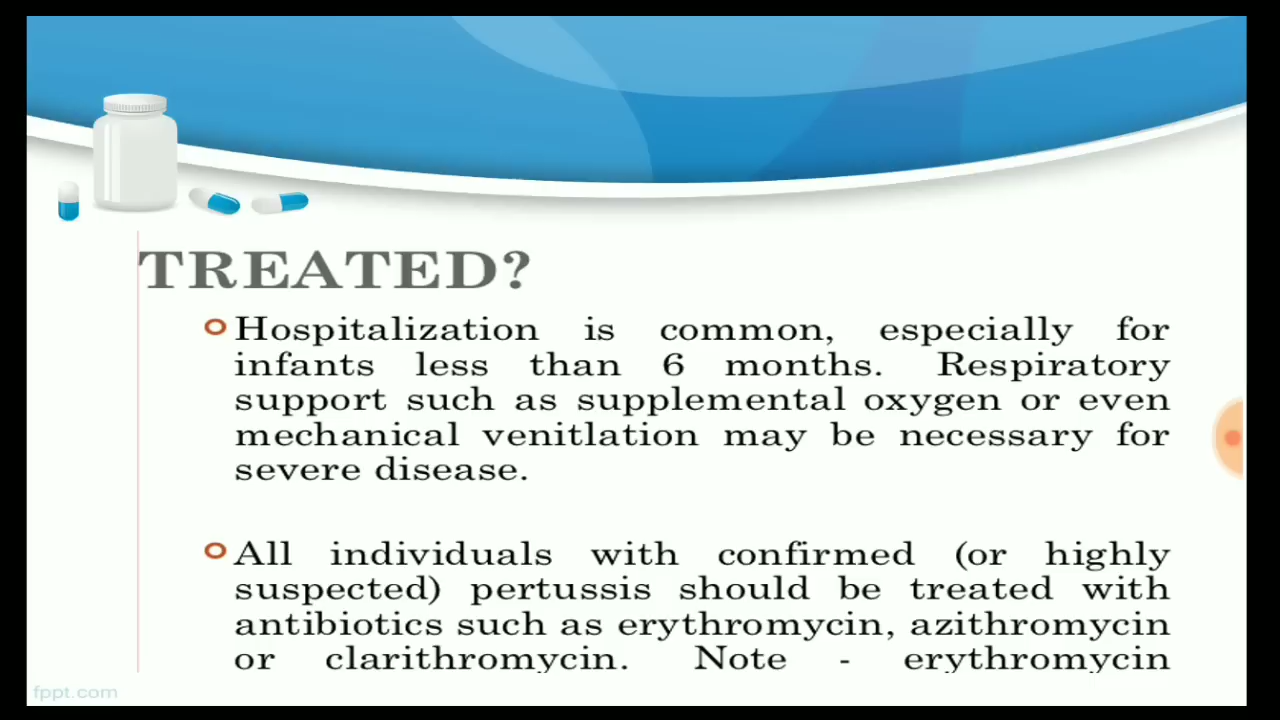 TREATED?
Hospitalization is common, especially for
infants less than 6 months. Respiratory
support such as supplemental oxygen or even
mechanical venitlation may be necessary for
severe disease.
All individuals with confirmed (or highly
suspected) pertussis should be treated with
antibiotics such as erythromycin, azithromycin
or clarithromycin. Note - erythromycin
fppt.com